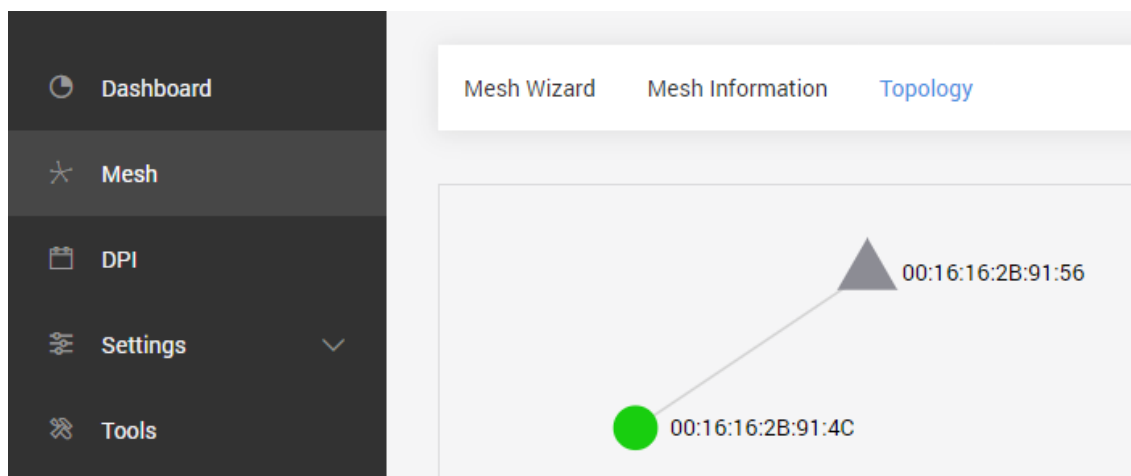 Dashboard
Mesh
DPI
Settings
Tools
Mesh Wizard Mesh Information Topology
00:16:16:2B:91:56
00:16:16:2B:91:4C